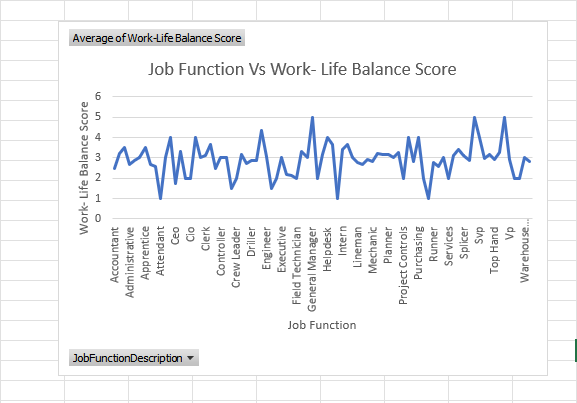 Average of Work-Life Balance Score
Job Function Vs Work- Life Balance Score
Work- Life Balance Score
6
5
4
3
2
1
0
Accountant
Administrative
Apprentice
Attendant
Ceo
Cio
Clerk
Controller
Crew Leader
Driller
Engineer
Executive
Field Technician
General Manager
Helpdesk
Intern
Lineman
Mechanic
Planner
Project Controls
Purchasing
Runner
Services
Splicer
Svp
Top Hand
Vp
Warehouse...
Job Function
JobFunctionDescription